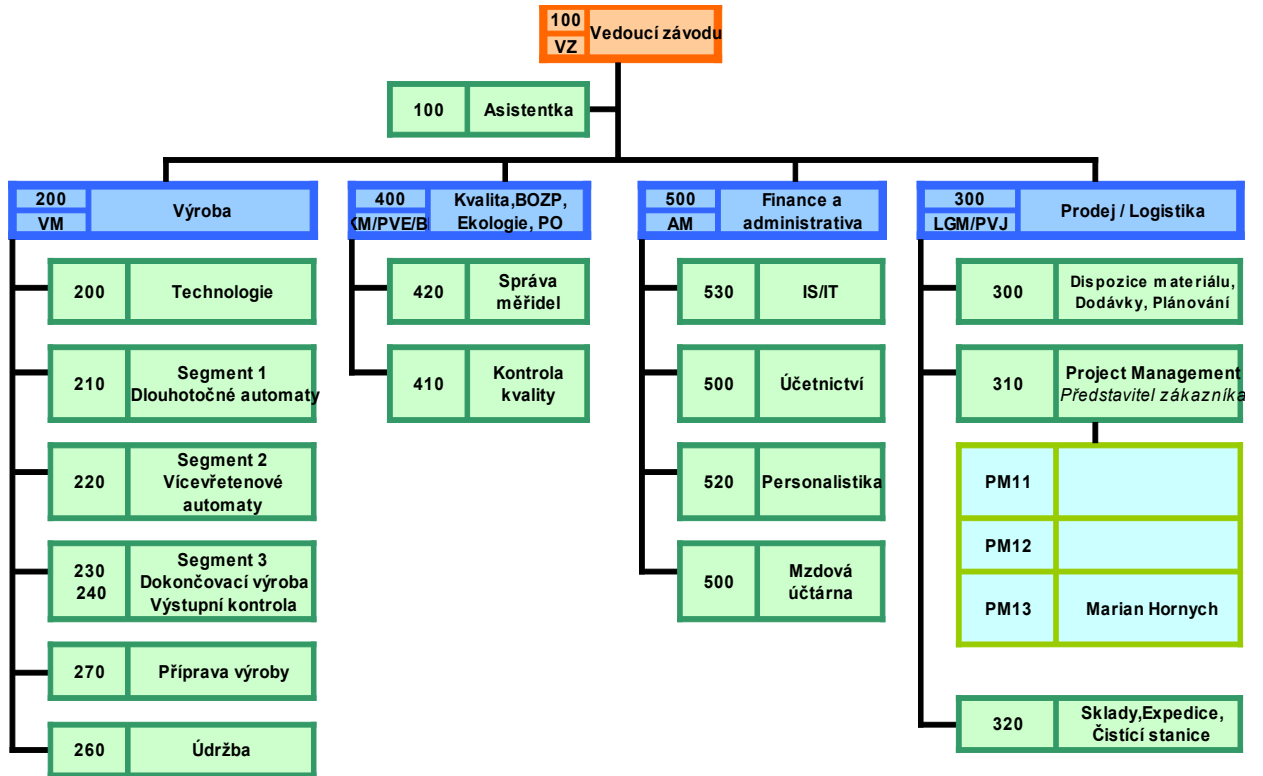 100
VZ
Vedoucí závodu
100
Asistentka
200
VM
Výroba
400
KM/PVE/B
Kvalita,BOZP,
Ekologie, PO
500
AM
Finance a
administrativa
300
LGM/PVJ
Prodej / Logistika
200
Technologie
210
Segment 1
Dlouhotočné automaty
220
Segment 2
Vícevřetenové
automaty
230
240
Segment 3
Dokončovací výroba
Výstupní kontrola
270
Příprava výroby
260
Údržba
420
Správa
měřidel
410
Kontrola
kvality
530
IS/IT
500
Účetnictví
520
Personalistika
500
Mzdová
účtárna
300
Dispozice materiálu,
Dodávky, Plánování
310
Project Management
Představitel zákazníka
PM11
PM12
PM13
Marian Hornych
320
Sklady,Expedice,
Čistící stanice